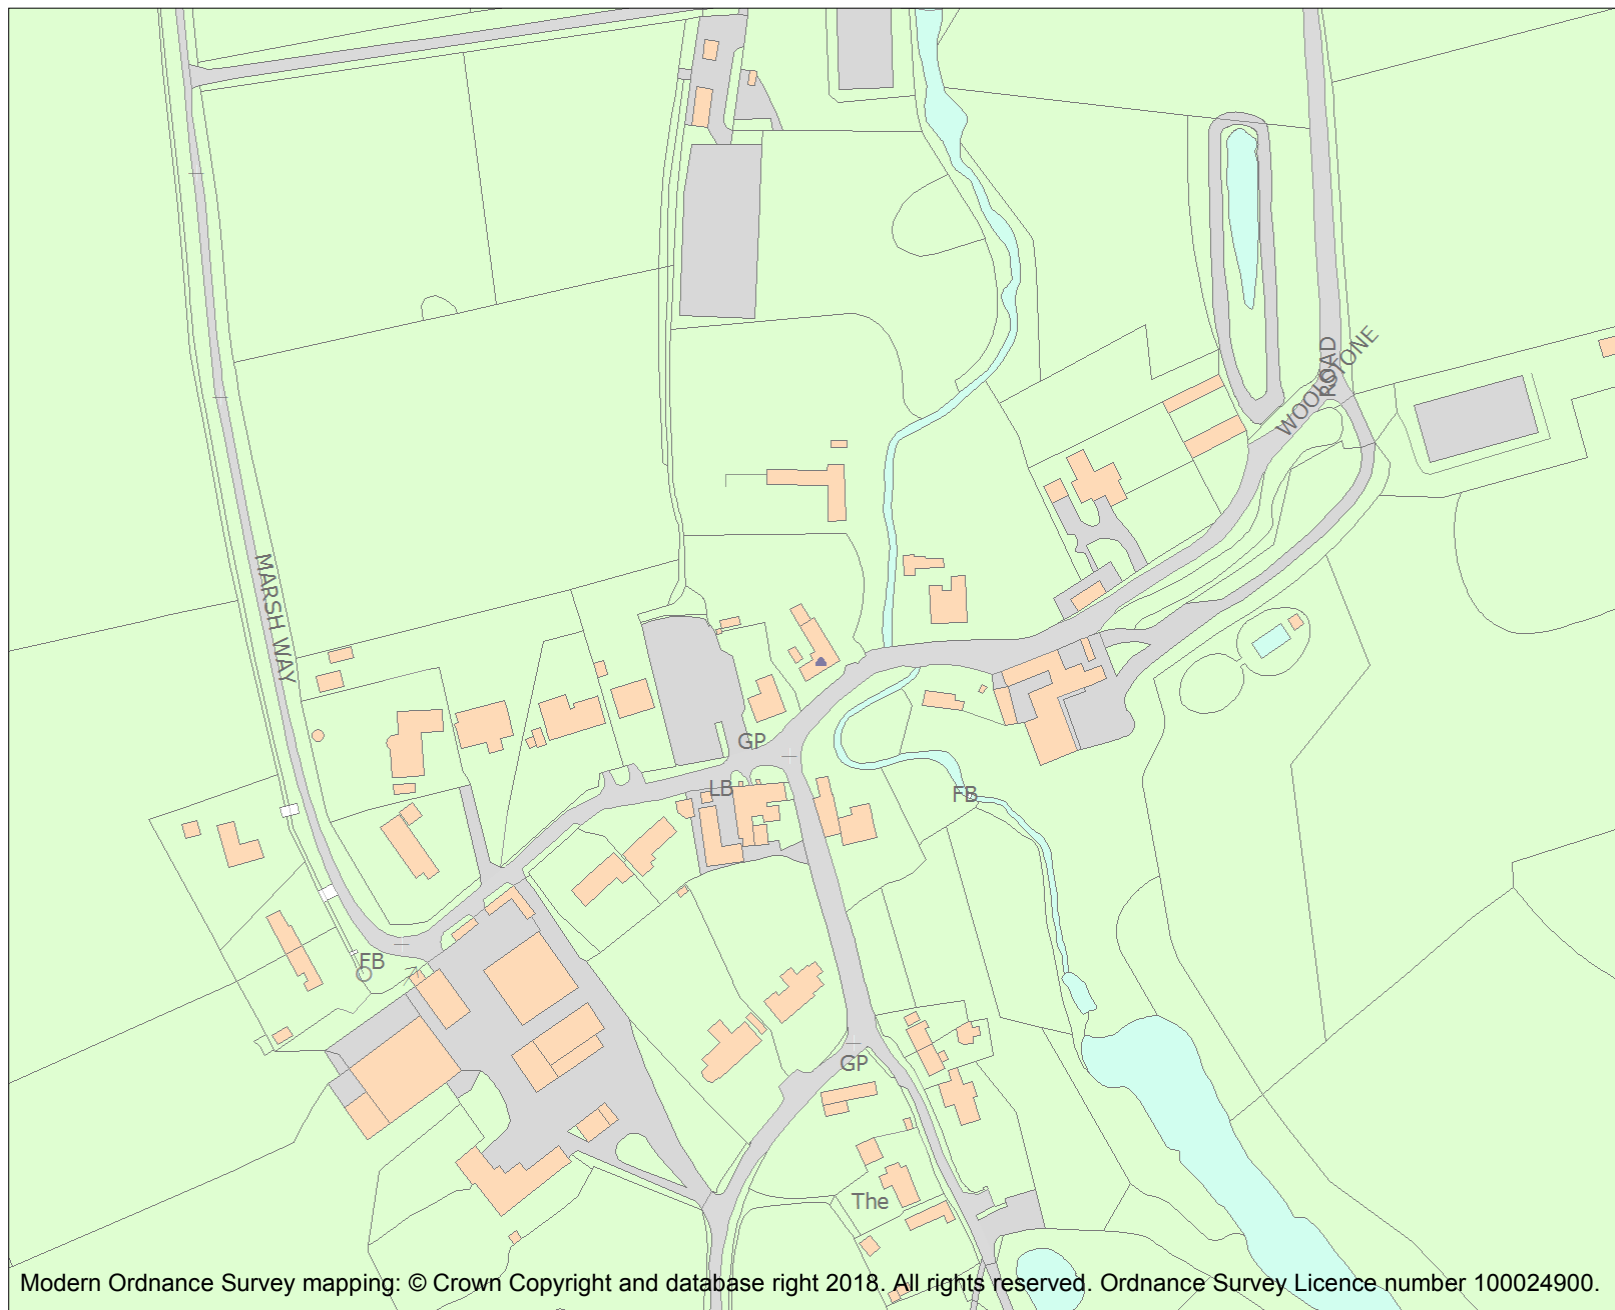 WOOLSTONE
ROAD
MARSH WAY
GP
LB
FB
FB
GP
The
Modern Ordnance Survey mapping: © Crown Copyright and database right 2018. All rights reserved. Ordnance Survey Licence number 100024900.